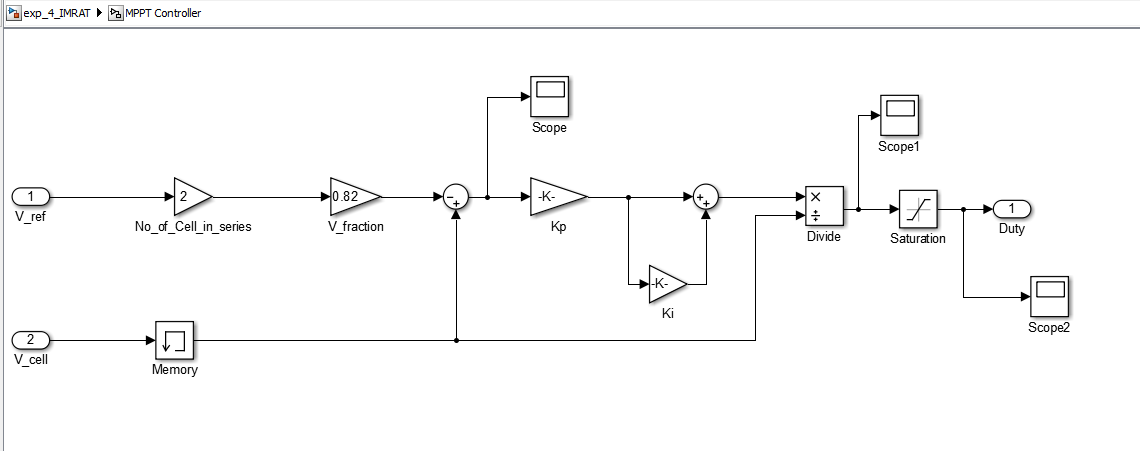 exp_4_IMRAT MPPT Controller
Scope
Scope1
1
V_ref
2
No_of_Cell_in_series
0.82
V_fraction
−
+
-K-
Kp
+
+
×
÷
Divide
Saturation
1
Duty
-K-
Ki
Scope2
2
V_cell
Memory